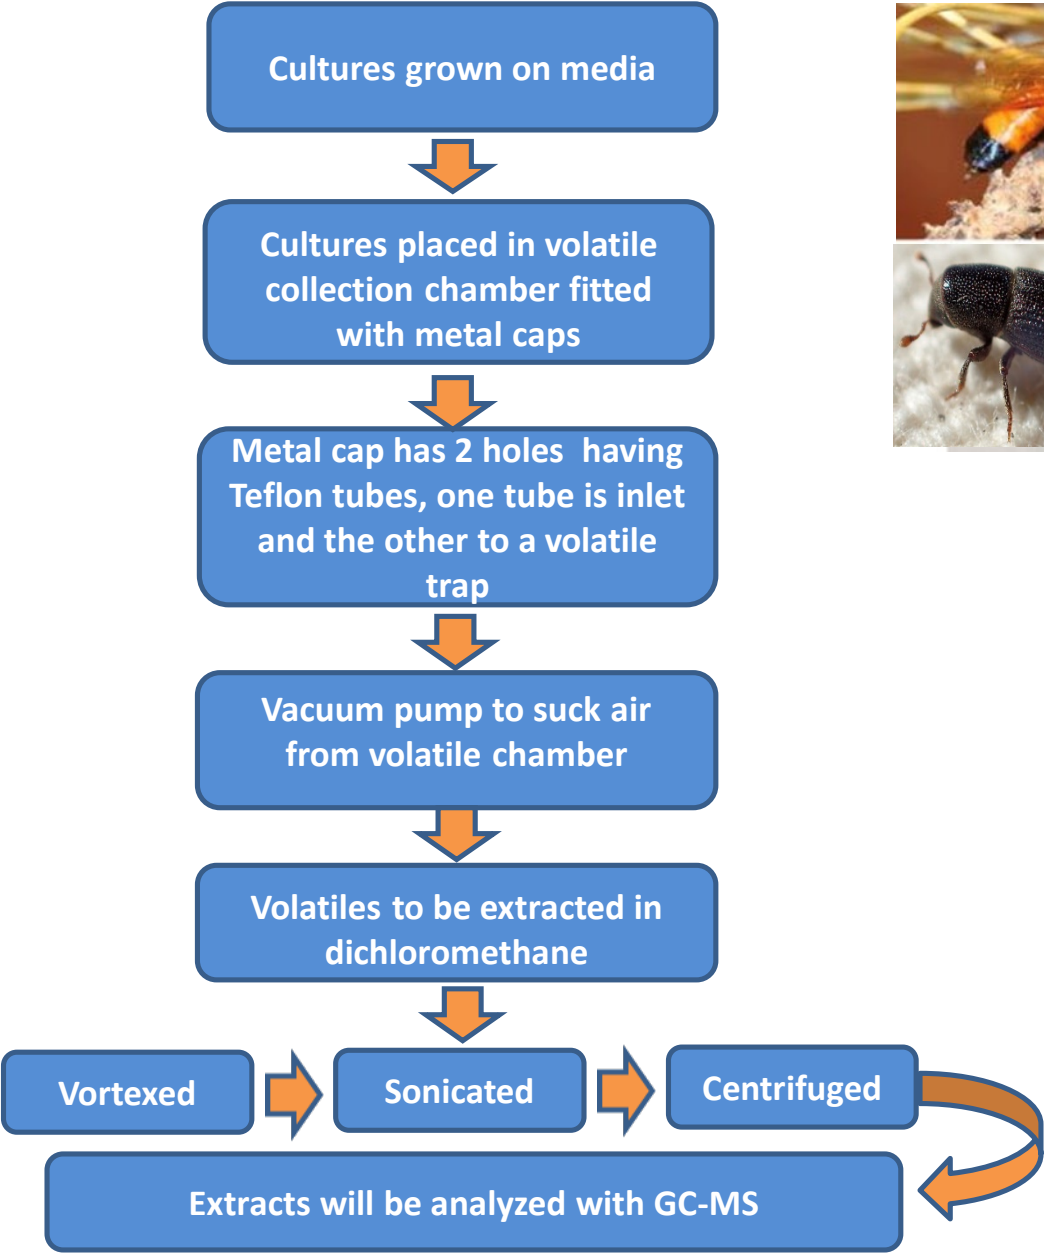 Cultures grown on media
Cultures placed in volatile
collection chamber fitted
with metal caps
Metal cap has 2 holes  having
Teflon tubes, one tube is inlet
and the other to a volatile
trap
Vacuum pump to suck air
from volatile chamber
Volatiles to be extracted in
dichloromethane
Vortexed
Sonicated
Centrifuged
Extracts will be analyzed with GC-MS